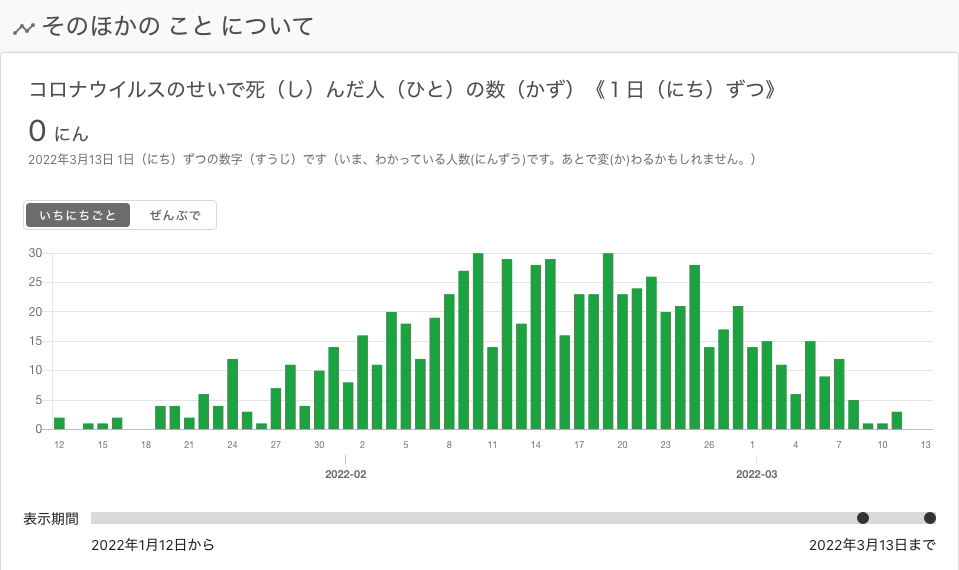 そのほかの こと について
コロナウイルスのせいで死（し）んだ人（ひと）の数（かず）《１日（にち）ずつ》
0 にん
2022年3月13日 1日（にち）ずつの数字（すうじ）です（いま、わかっている人数(にんずう)です。あとで変(か)わるかもしれません。）
いちにちごと ぜんぶで
30
25
20
15
10
5
0
12 15 18 21 24 27 30 2 5 8 11 14 17 20 23 26 1 4 7 10 13
2022-02 2022-03
表示期間
2022年1月12日から 2022年3月13日まで